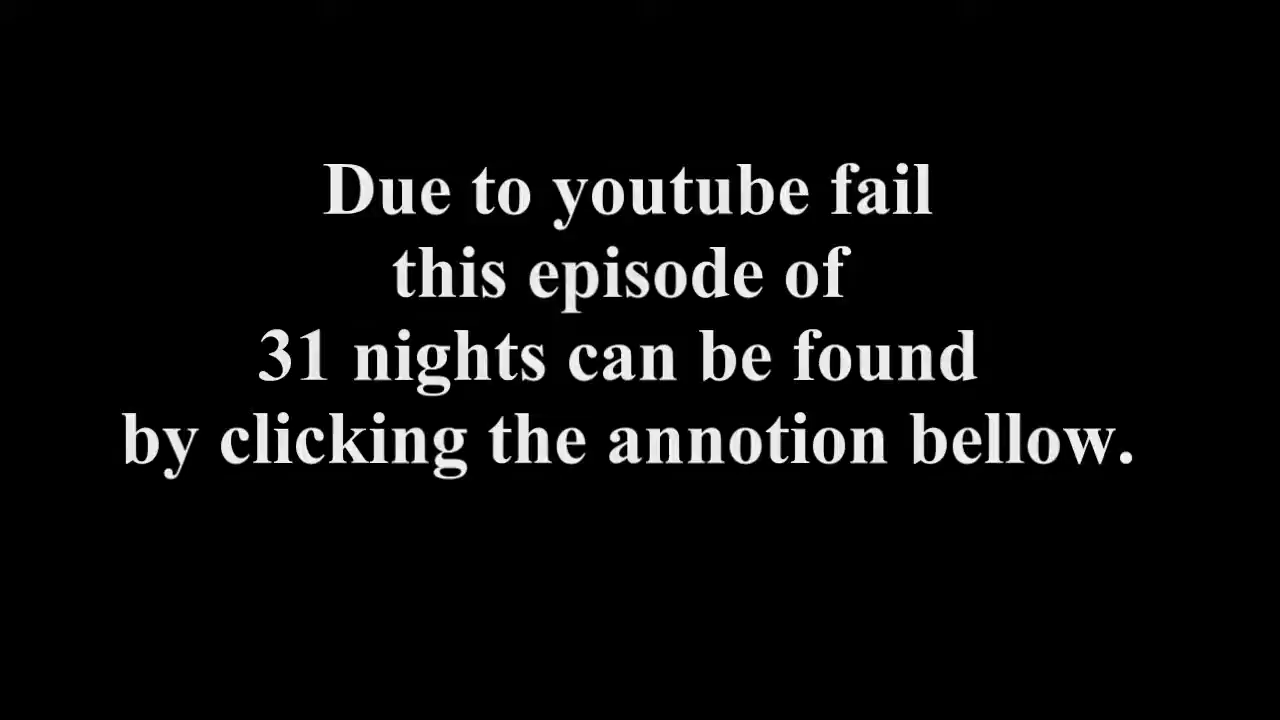 Due to youtube fail
this episode of
31 nights can be found
by clicking the annotion bellow.